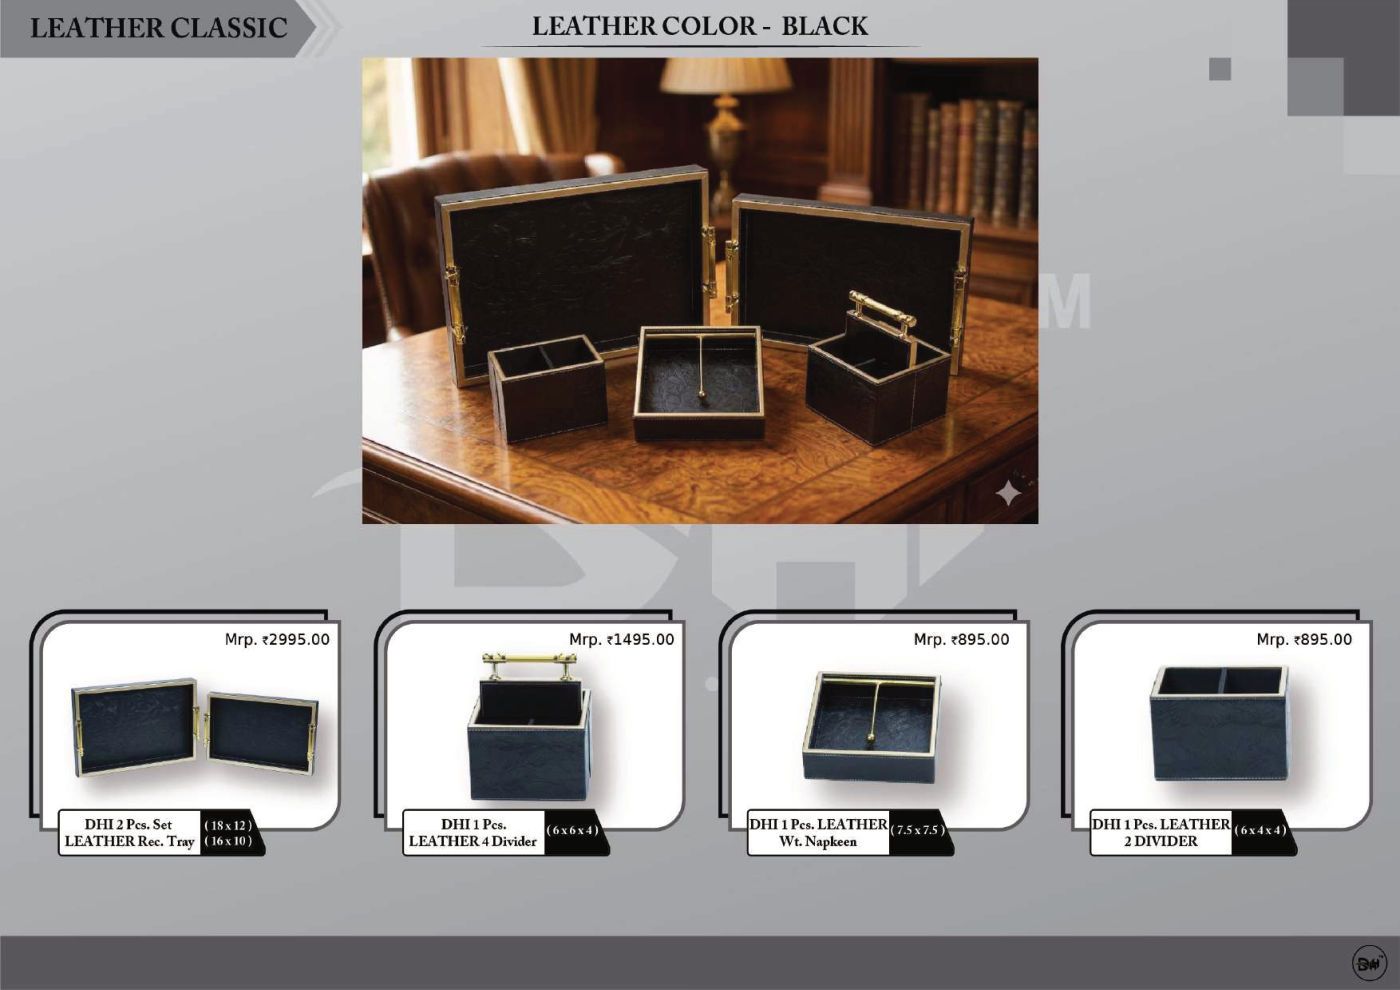 LEATHER CLASSIC
LEATHER COLOR - BLACK
M
Mrp. ₹2995.00
DHI 2 Pcs. Set
LEATHER Rec. Tray
( 18 x 12 )
( 16 x 10 )
Mrp. ₹1495.00
DHI 1 Pcs.
LEATHER 4 Divider
( 6 x 6 x 4 )
Mrp. ₹895.00
DHI 1 Pcs. LEATHER
Wt. Napkeen
( 7.5 x 7.5 )
Mrp. ₹895.00
DHI 1 Pcs. LEATHER
2 DIVIDER
( 6 x 4 x 4 )